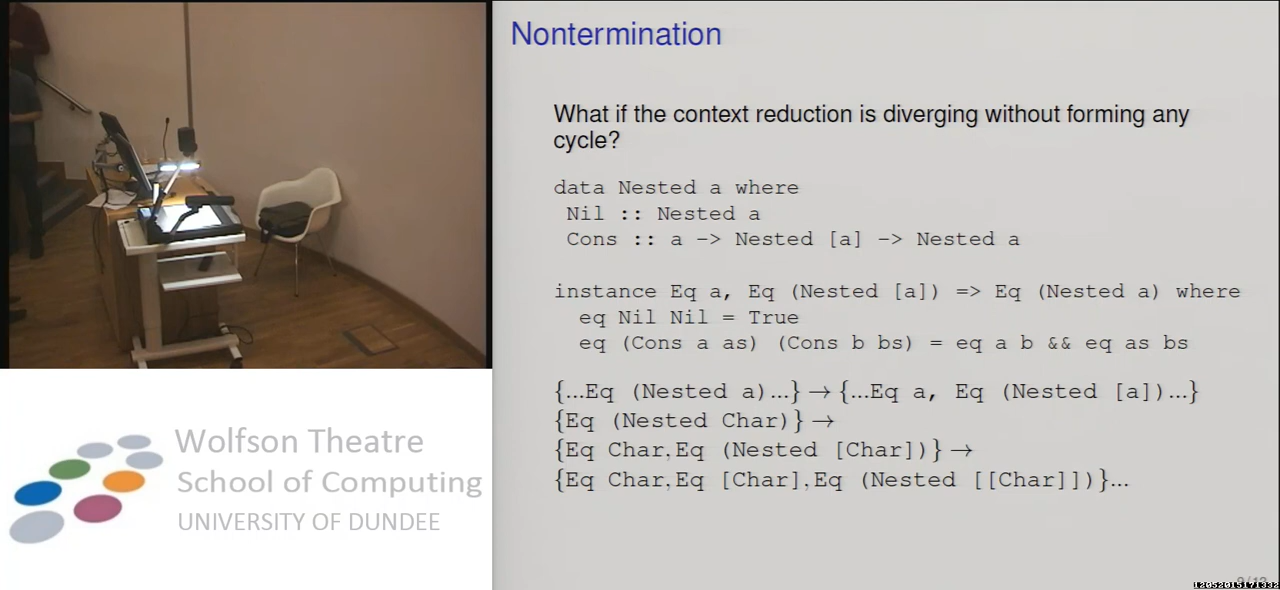 Nontermination
What if the context reduction is diverging without forming any
cycle?
data Nested a where
Nil :: Nested a
Cons :: a -> Nested [a] -> Nested a
instance Eq a, Eq (Nested [a]) => Eq (Nested a) where
eq Nil Nil = True
eq (Cons a as) (Cons b bs) = eq a b && eq as bs
{...Eq (Nested a)...} → {...Eq a, Eq (Nested [a])...}
{Eq (Nested Char)} →
{Eq Char,Eq (Nested [Char])} →
{Eq Char,Eq [Char],Eq (Nested [[Char]])}...
Wolfson Theatre
School of Computing
UNIVERSITY OF DUNDEE